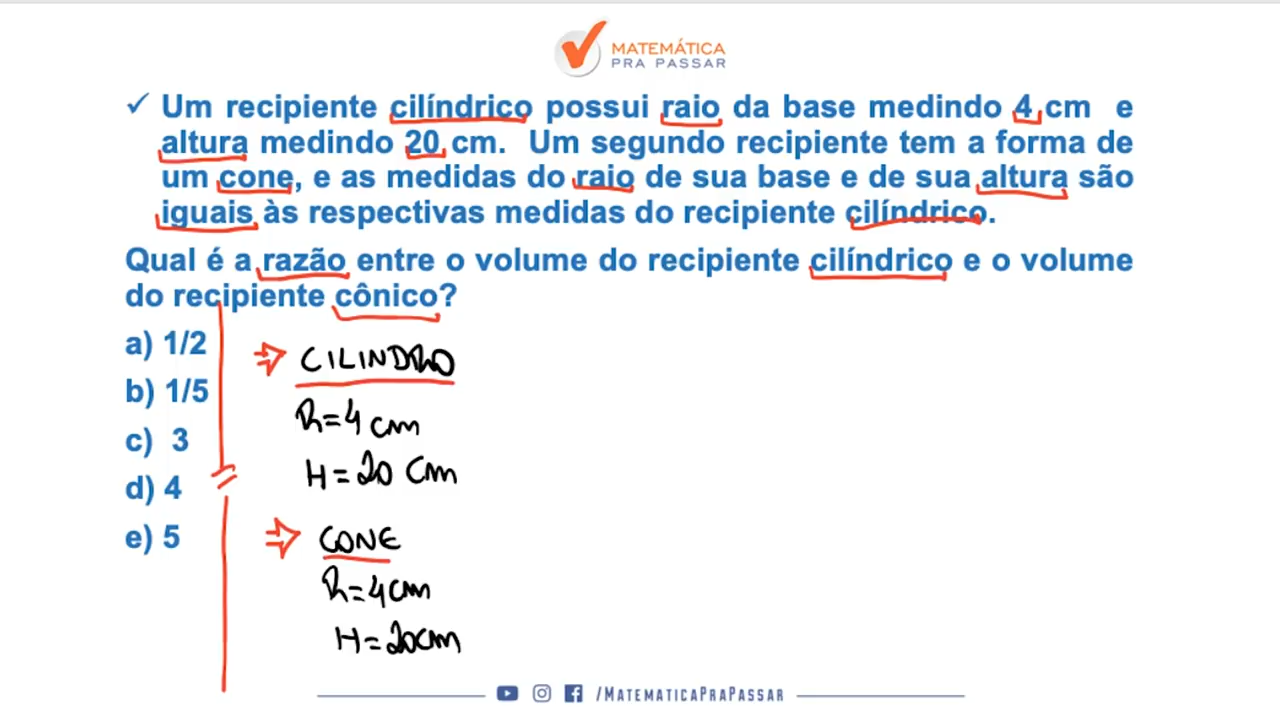 MATEMÁTICA
PRA PASSAR
✓ Um recipiente cilíndrico possui raio da base medindo 4 cm e
altura medindo 20 cm. Um segundo recipiente tem a forma de
um cone, e as medidas do raio de sua base e de sua altura são
iguais às respectivas medidas do recipiente cilíndrico.
Qual é a razão entre o volume do recipiente cilíndrico e o volume
do recipiente cônico?
a) 1/2
b) 1/5
c) 3
d) 4
e) 5
⇒ CILINDRO
R=4 cm
H=20 cm
⇒ CONE
R=4cm
H=20cm
/MATEMATICAPRAPASSAR